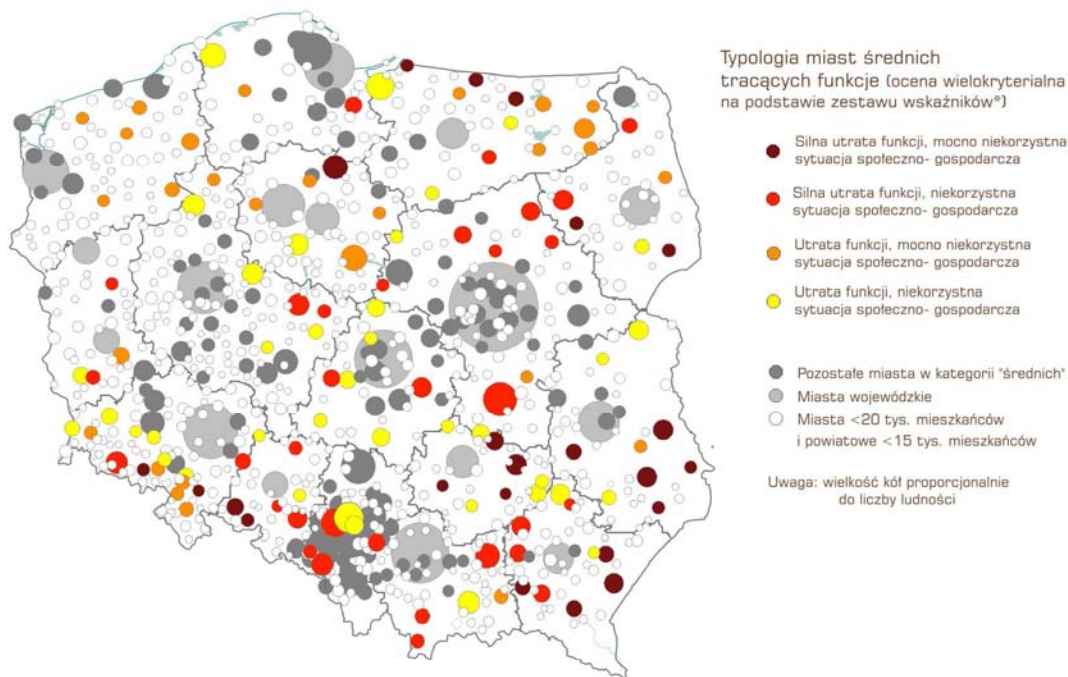 Typologia miast średnich
tracących funkcje (ocena wielokryterialna
na podstawie zestawu wskaźników*)
Silna utrata funkcji, mocno niekorzystna
sytuacja społeczno- gospodarcza
Silna utrata funkcji, niekorzystna
sytuacja społeczno- gospodarcza
Utrata funkcji, mocno niekorzystna
sytuacja społeczno- gospodarcza
Utrata funkcji, niekorzystna
sytuacja społeczno- gospodarcza
Pozostałe miasta w kategorii "średnich"
Miasta wojewódzkie
Miasta <20 tys. mieszkańców
i powiatowe <15 tys. mieszkańców
Uwaga: wielkość kół proporcjonalnie
do liczby ludności